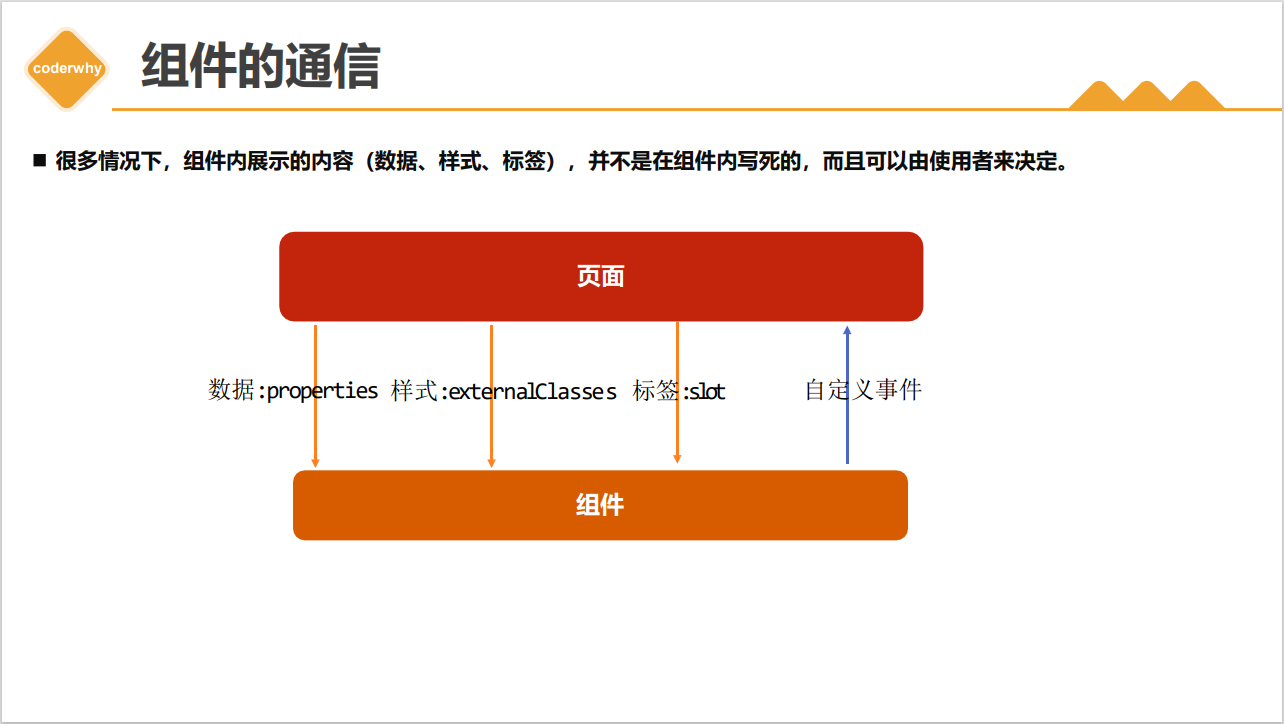 coderwhy
组件的通信
■ 很多情况下，组件内展示的内容（数据、样式、标签），并不是在组件内写死的，而且可以由使用者来决定。
页面
数据:properties 样式:externalClasses 标签:slot 自定义事件
组件